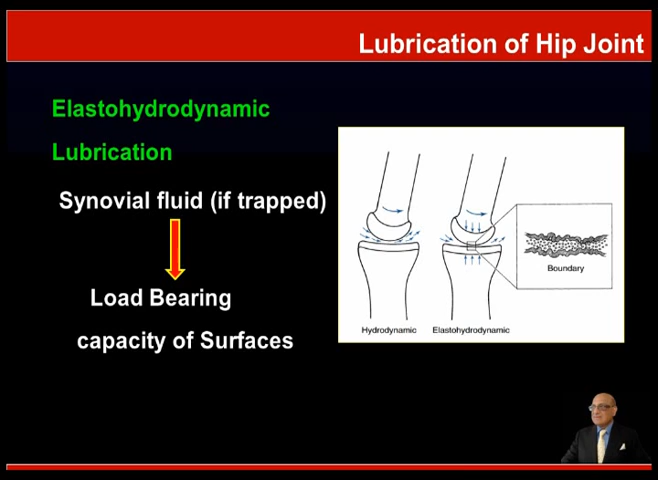 Lubrication of Hip Joint
Elastohydrodynamic
Lubrication
Synovial fluid (if trapped)
Load Bearing
capacity of Surfaces
Boundary
Hydrodynamic
Elastohydrodynamic